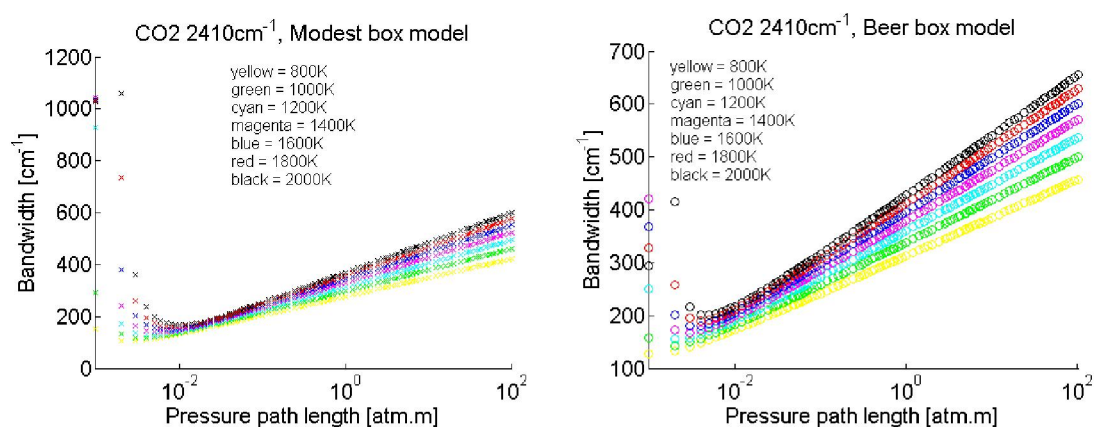 CO2 2410cm⁻¹, Modest box model
yellow = 800K
green = 1000K
cyan = 1200K
magenta = 1400K
blue = 1600K
red = 1800K
black = 2000K
Bandwidth [cm⁻¹]
1200
1000
800
600
400
200
0
10⁻²
10⁰
10²
Pressure path length [atm.m]
CO2 2410cm⁻¹, Beer box model
yellow = 800K
green = 1000K
cyan = 1200K
magenta = 1400K
blue = 1600K
red = 1800K
black = 2000K
Bandwidth [cm⁻¹]
700
600
500
400
300
200
100
10⁻²
10⁰
10²
Pressure path length [atm.m]